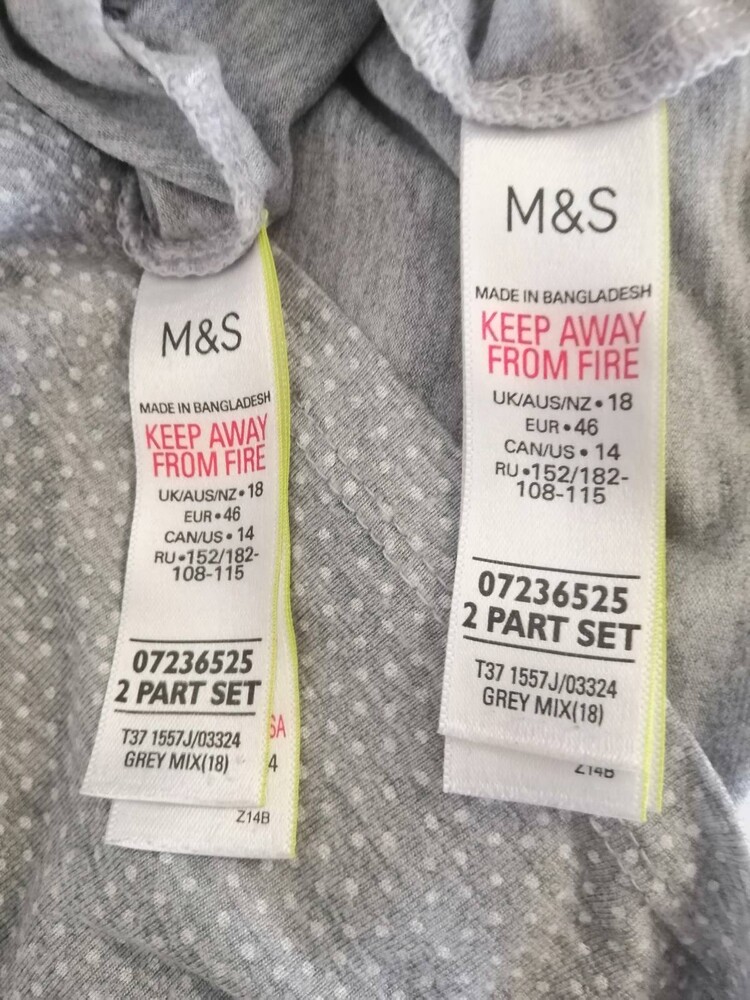 M&S
MADE IN BANGLADESH
KEEP AWAY
FROM FIRE
UK/AUS/NZ • 18
EUR • 46
CAN/US • 14
RU • 152/182-
108-115
07236525
2 PART SET
T37 1557J/03324
GREY MIX(18)
SA
4
Z14B
M&S
MADE IN BANGLADESH
KEEP AWAY
FROM FIRE
UK/AUS/NZ • 18
EUR • 46
CAN/US • 14
RU • 152/182-
108-115
07236525
2 PART SET
T37 1557J/03324
GREY MIX(18)
Z14B